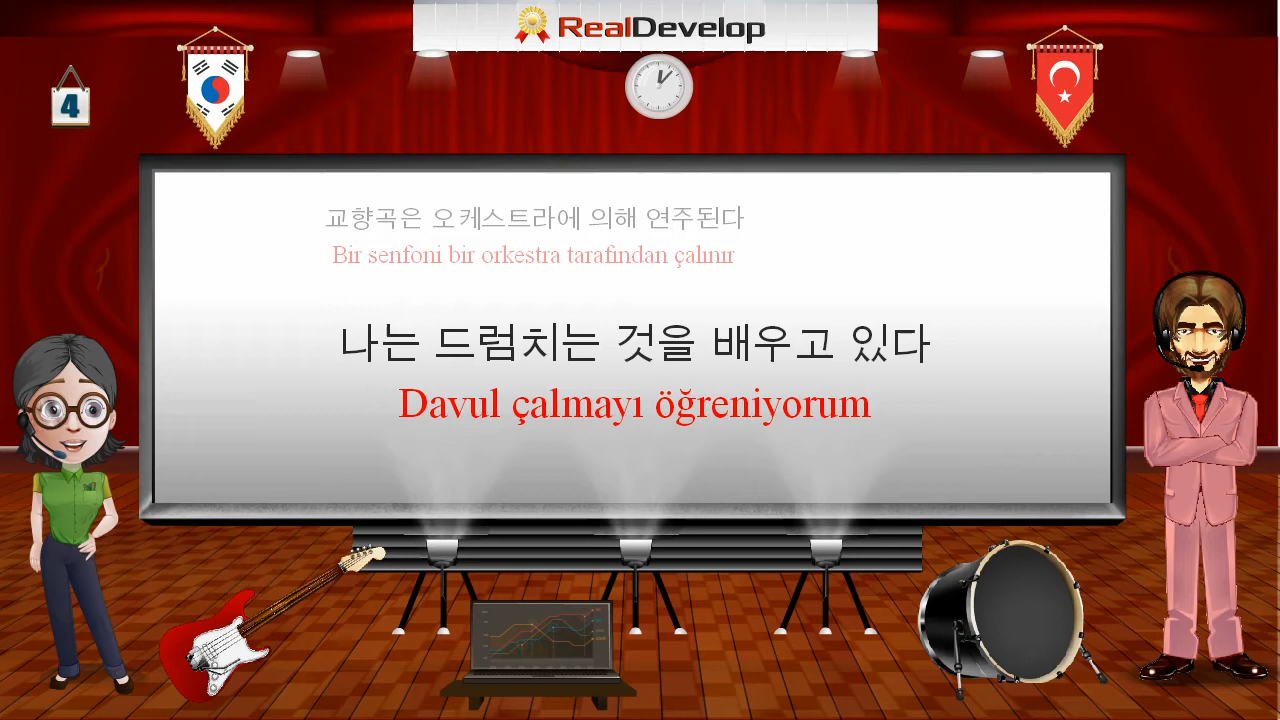 RealDevelop
4
교향곡은 오케스트라에 의해 연주된다
Bir senfoni bir orkestra tarafından çalınır
나는 드럼치는 것을 배우고 있다
Davul çalmayı öğreniyorum